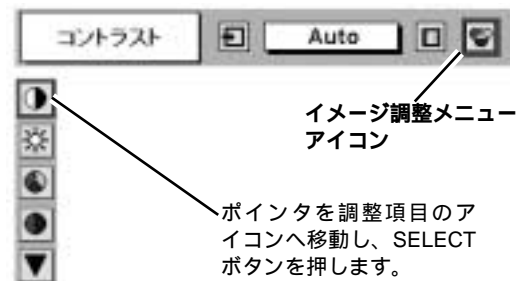 コントラスト
Auto
イメージ調整メニュー
アイコン
ポインタを調整項目のア
イコンへ移動し、SELECT
ボタンを押します。